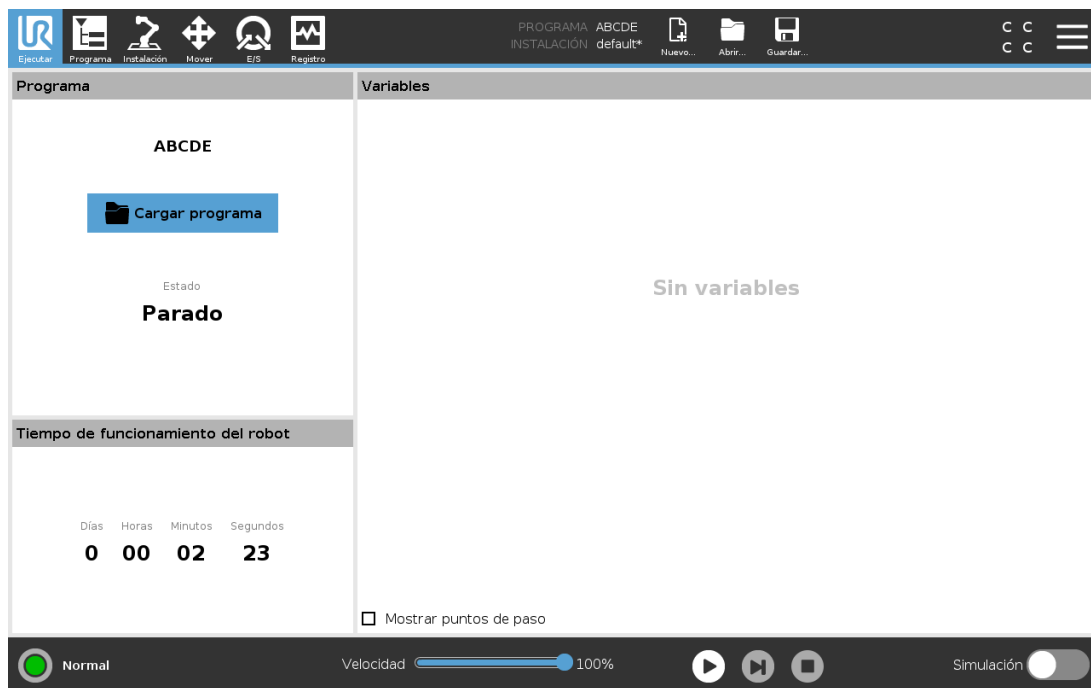 UR
Ejecutar Programa Instalación Mover E/S Registro
PROGRAMA ABCDE
INSTALACIÓN default*
Nuevo... Abrir... Guardar...
C C
C C
Programa
ABCDE
Cargar programa
Estado
Parado
Tiempo de funcionamiento del robot
Días Horas Minutos Segundos
0 00 02 23
Variables
Sin variables
Mostrar puntos de paso
Normal
Velocidad 100%
Simulación